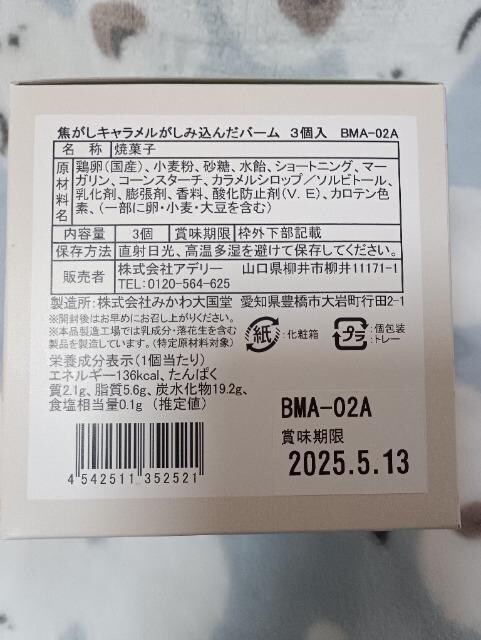 焦がしキャラメルがしみ込んだバーム 3個入 BMA-02A
名 称 焼菓子
原材料名 鶏卵(国産)、小麦粉、砂糖、水飴、ショートニング、マー
ガリン、コーンスターチ、カラメルシロップ／ソルビトール、
乳化剤、膨張剤、香料、酸化防止剤(V.E)、カロテン色
素、(一部に卵・小麦・大豆を含む)
内容量 3個 賞味期限 枠外下部記載
保存方法 直射日光、高温多湿を避けて保存してください。
販売者 株式会社アデリー 山口県柳井市柳井11171-1
TEL:0120-564-625
製造所:株式会社みかわ大国堂 愛知県豊橋市大岩町行田2-1
※開封後はお早めにお召し上がりください。
※本品製造工場では乳成分・落花生を含む
製品を製造しています。(特定原材料対象)
紙 :化粧箱
プラ :個包装
:トレー
栄養成分表示(1個当たり)
エネルギー136kcal、たんぱく
質2.1g、脂質5.6g、炭水化物19.2g、
食塩相当量0.1g (推定値)
4 542511 352521
BMA-02A
賞味期限
2025.5.13